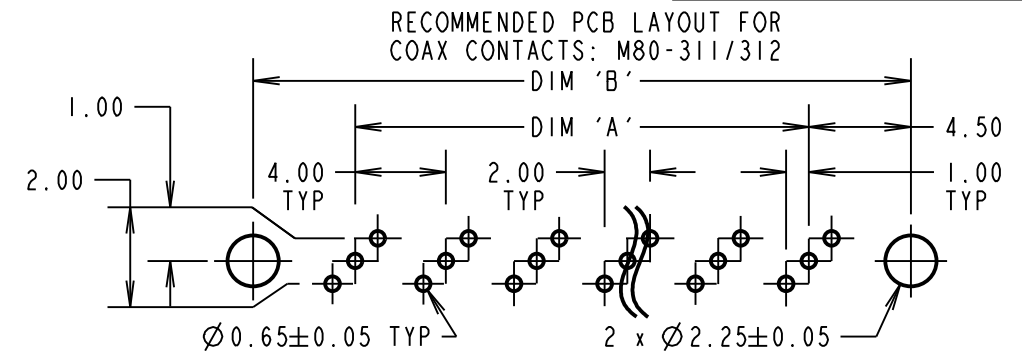 RECOMMENDED PCB LAYOUT FOR
COAX CONTACTS: M80-311/312
DIM 'B'
1.00
DIM 'A'
4.50
2.00
4.00
TYP
2.00
TYP
1.00
TYP
Ø0.65±0.05 TYP
2 x Ø2.25±0.05